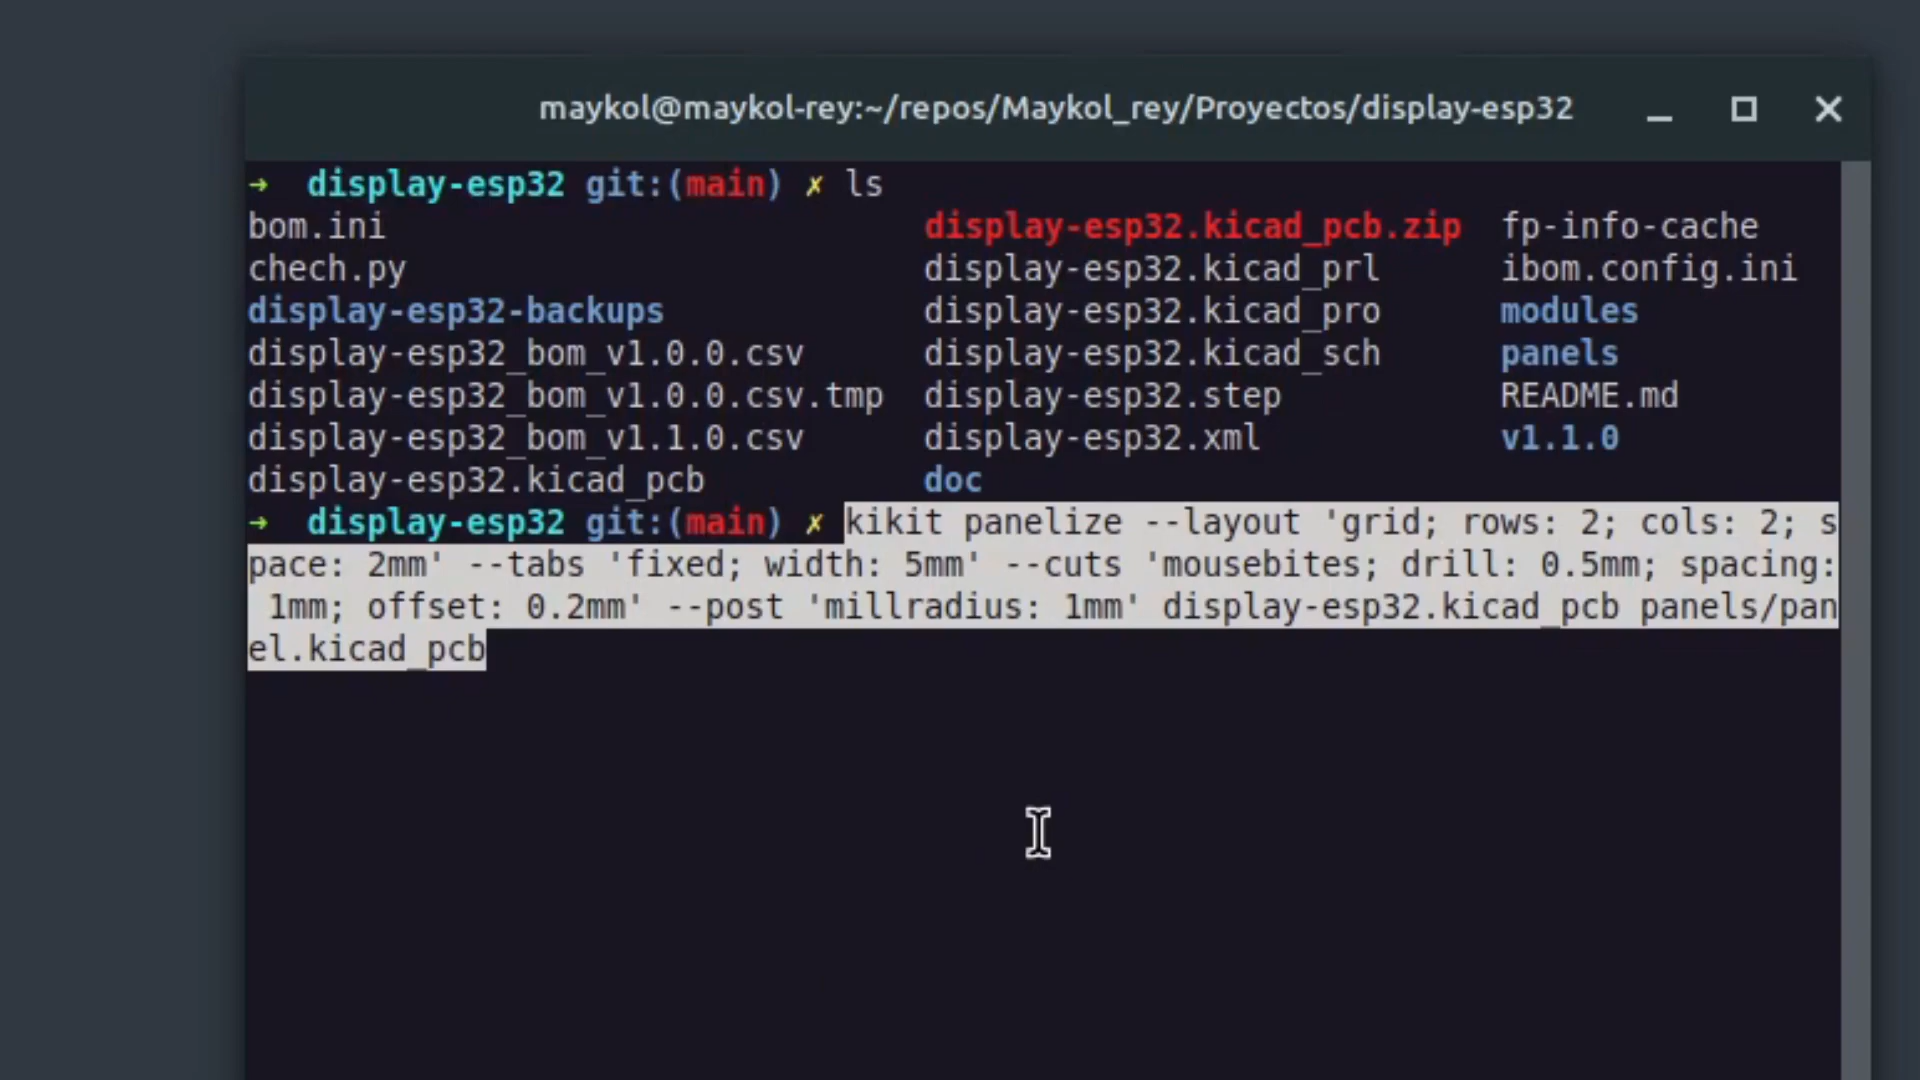 maykol@maykol-rey:~/repos/Maykol_rey/Proyectos/display-esp32
➜  display-esp32 git:(main) ✗ ls
bom.ini                          display-esp32.kicad_pcb.zip  fp-info-cache
chech.py                         display-esp32.kicad_prl      ibom.config.ini
display-esp32-backups            display-esp32.kicad_pro      modules
display-esp32_bom_v1.0.0.csv     display-esp32.kicad_sch      panels
display-esp32_bom_v1.0.0.csv.tmp  display-esp32.step           README.md
display-esp32_bom_v1.1.0.csv     display-esp32.xml            v1.1.0
display-esp32.kicad_pcb          doc
➜  display-esp32 git:(main) ✗ kikit panelize --layout 'grid; rows: 2; cols: 2; s
pace: 2mm' --tabs 'fixed; width: 5mm' --cuts 'mousebites; drill: 0.5mm; spacing:
 1mm; offset: 0.2mm' --post 'millradius: 1mm' display-esp32.kicad_pcb panels/pan
el.kicad_pcb